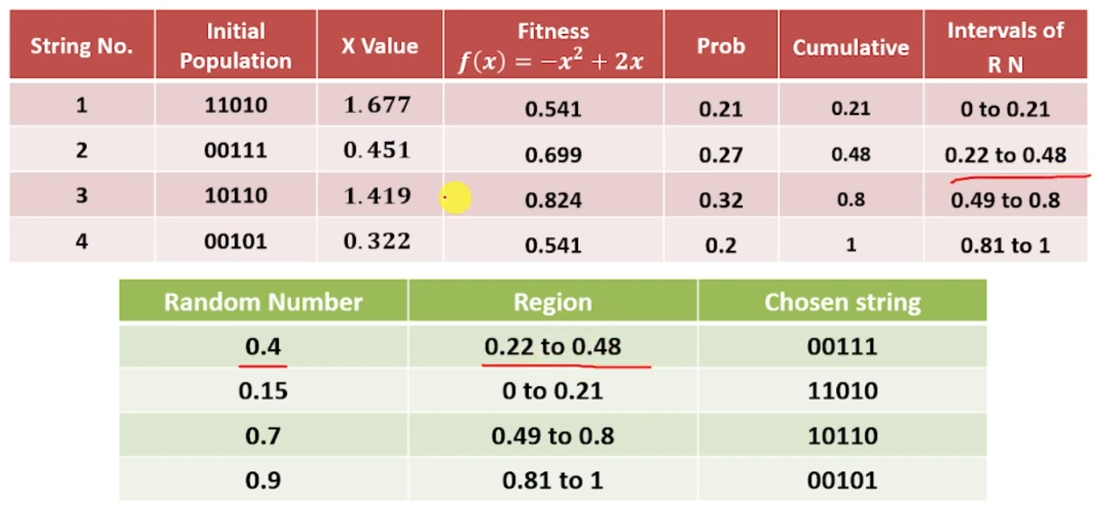 String No. Initial Population X Value Fitness f(x) = −x² + 2x Prob Cumulative Intervals of R N
1 11010 1.677 0.541 0.21 0.21 0 to 0.21
2 00111 0.451 0.699 0.27 0.48 0.22 to 0.48
3 10110 1.419 0.824 0.32 0.8 0.49 to 0.8
4 00101 0.322 0.541 0.2 1 0.81 to 1
Random Number Region Chosen string
0.4 0.22 to 0.48 00111
0.15 0 to 0.21 11010
0.7 0.49 to 0.8 10110
0.9 0.81 to 1 00101